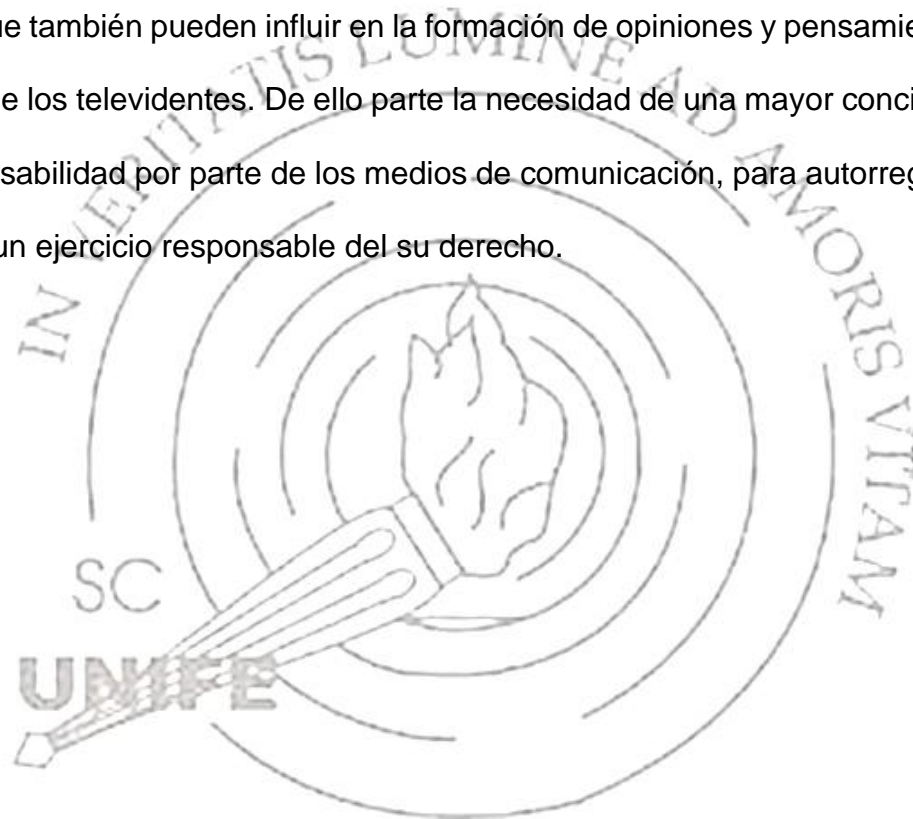 ue también pueden influir en la formación de opiniones y pensamie
e los televidentes. De ello parte la necesidad de una mayor conci
sabilidad por parte de los medios de comunicación, para autorreg
un ejercicio responsable del su derecho.
IN VERITATIS LUMINE AD AMORIS VITAM
SC
UNIFE